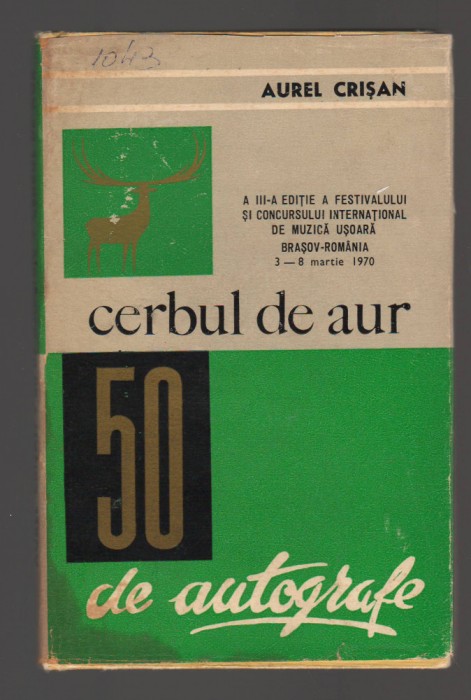 1043
AUREL CRIȘAN
A III-A EDIȚIE A FESTIVALULUI
ȘI CONCURSULUI INTERNAȚIONAL
DE MUZICĂ UȘOARĂ
BRAȘOV-ROMÂNIA
3 — 8 martie 1970
cerbul de aur
50
de autografe